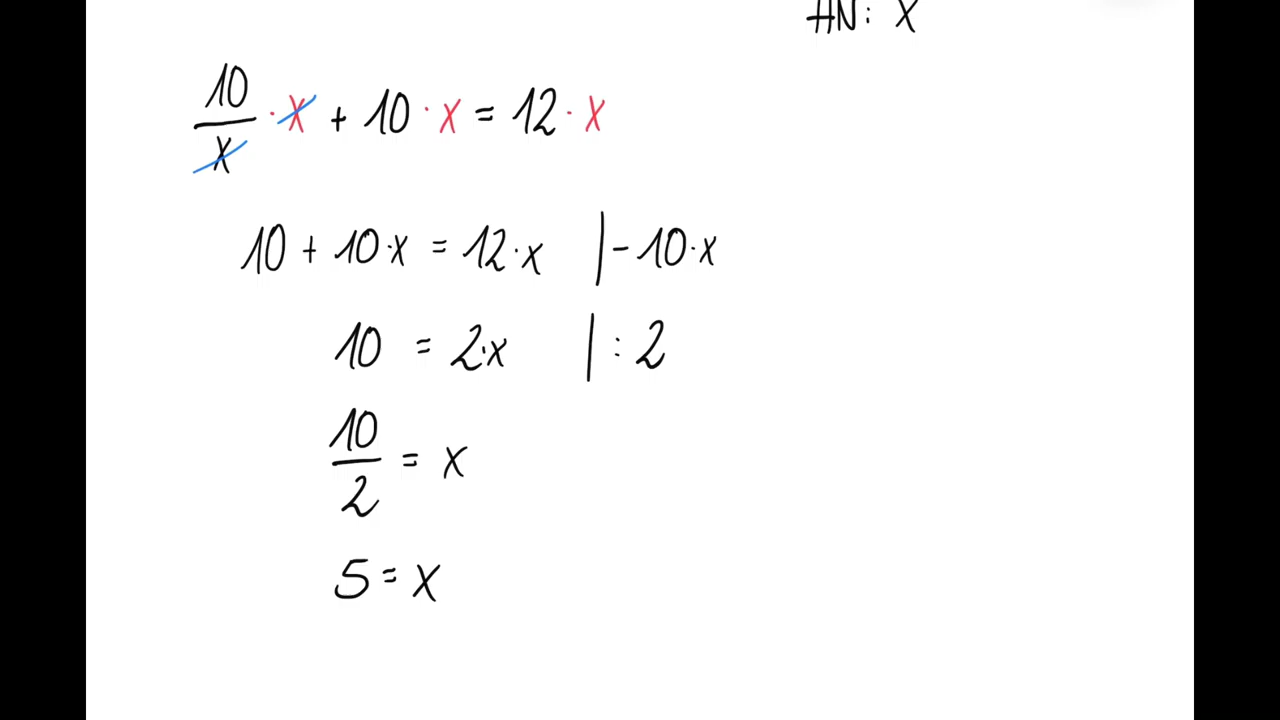 HN: x
10/x · x + 10 · x = 12 · x
10 + 10·x = 12·x | - 10·x
10 = 2·x | : 2
10/2 = x
5 = x